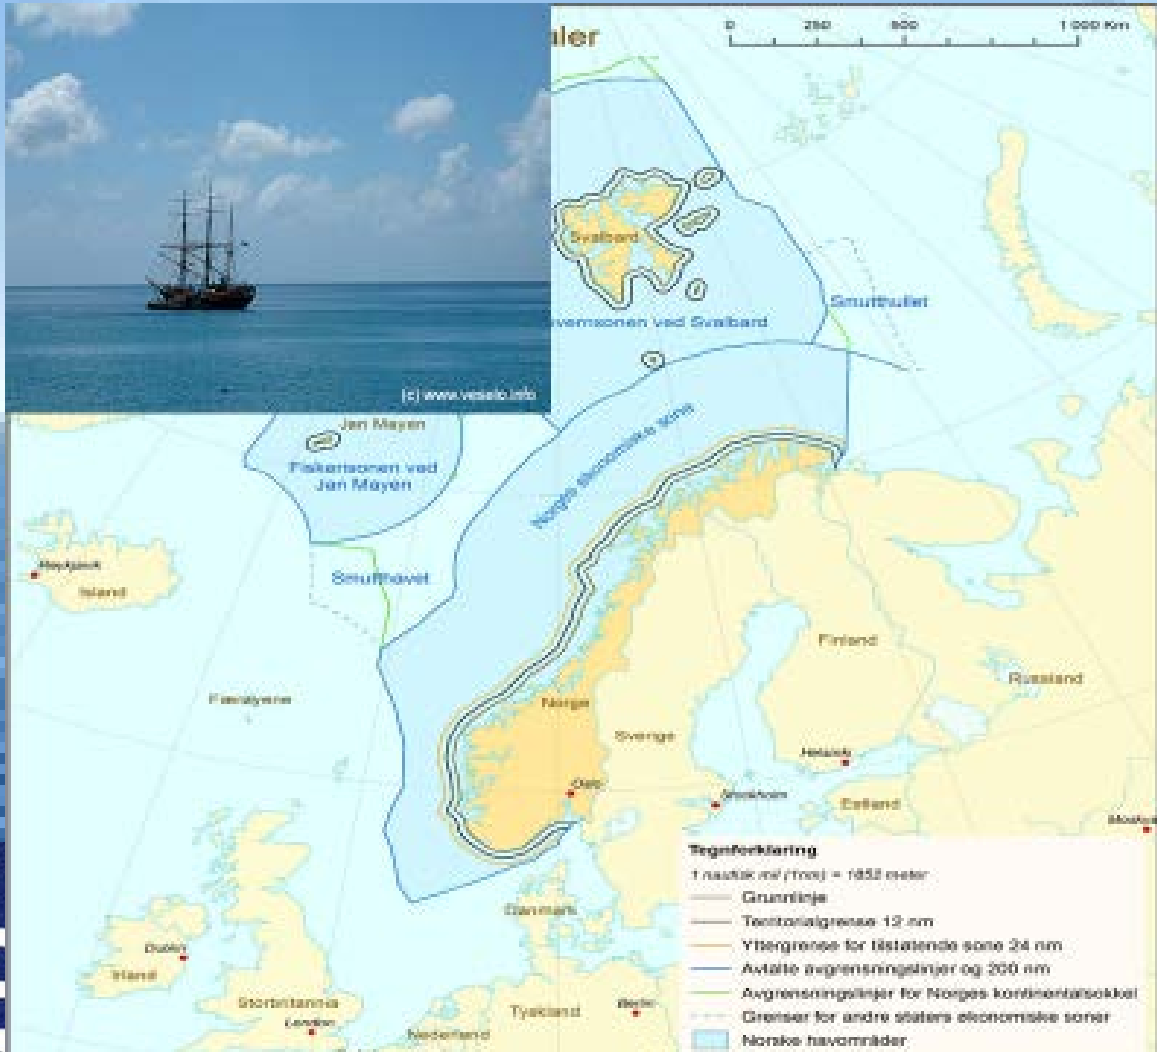 aler
0 250 500 1 000 Km
Svalbard
Smutthullet
vernsonen ved Svalbard
(c) www.veselo.info
Jan Mayen
Fiskerisonen ved
Jan Mayen
Norges økonomiske sone
Reykjavik
Island
Smutthavet
Finland
Russland
Færøyene
Norge
Sverige
Helsinki
Oslo
Stockholm
Estland
Moskva
Tegnforklaring
1 nautisk mil (1nm) = 1852 meter
Grunnlinje
Territorialgrense 12 nm
Yttergrense for tilstøtende sone 24 nm
Avtalte avgrensningslinjer og 200 nm
Avgrensningslinjer for Norges kontinentalsokkel
Grenser for andre staters økonomiske soner
Norske havområder
Danmark
Dublin
Irland
Storbritannia
London
Nederland
Tyskland
Berlin